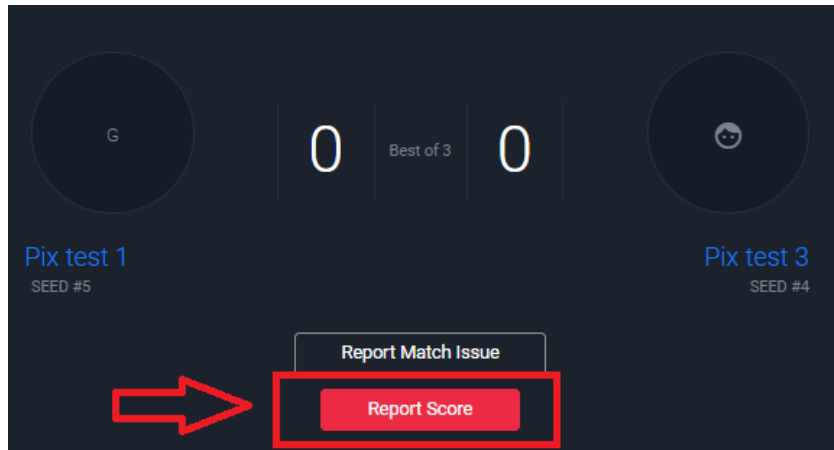 G
0 Best of 3 0
Pix test 1 Pix test 3
SEED #5 SEED #4
Report Match Issue
Report Score